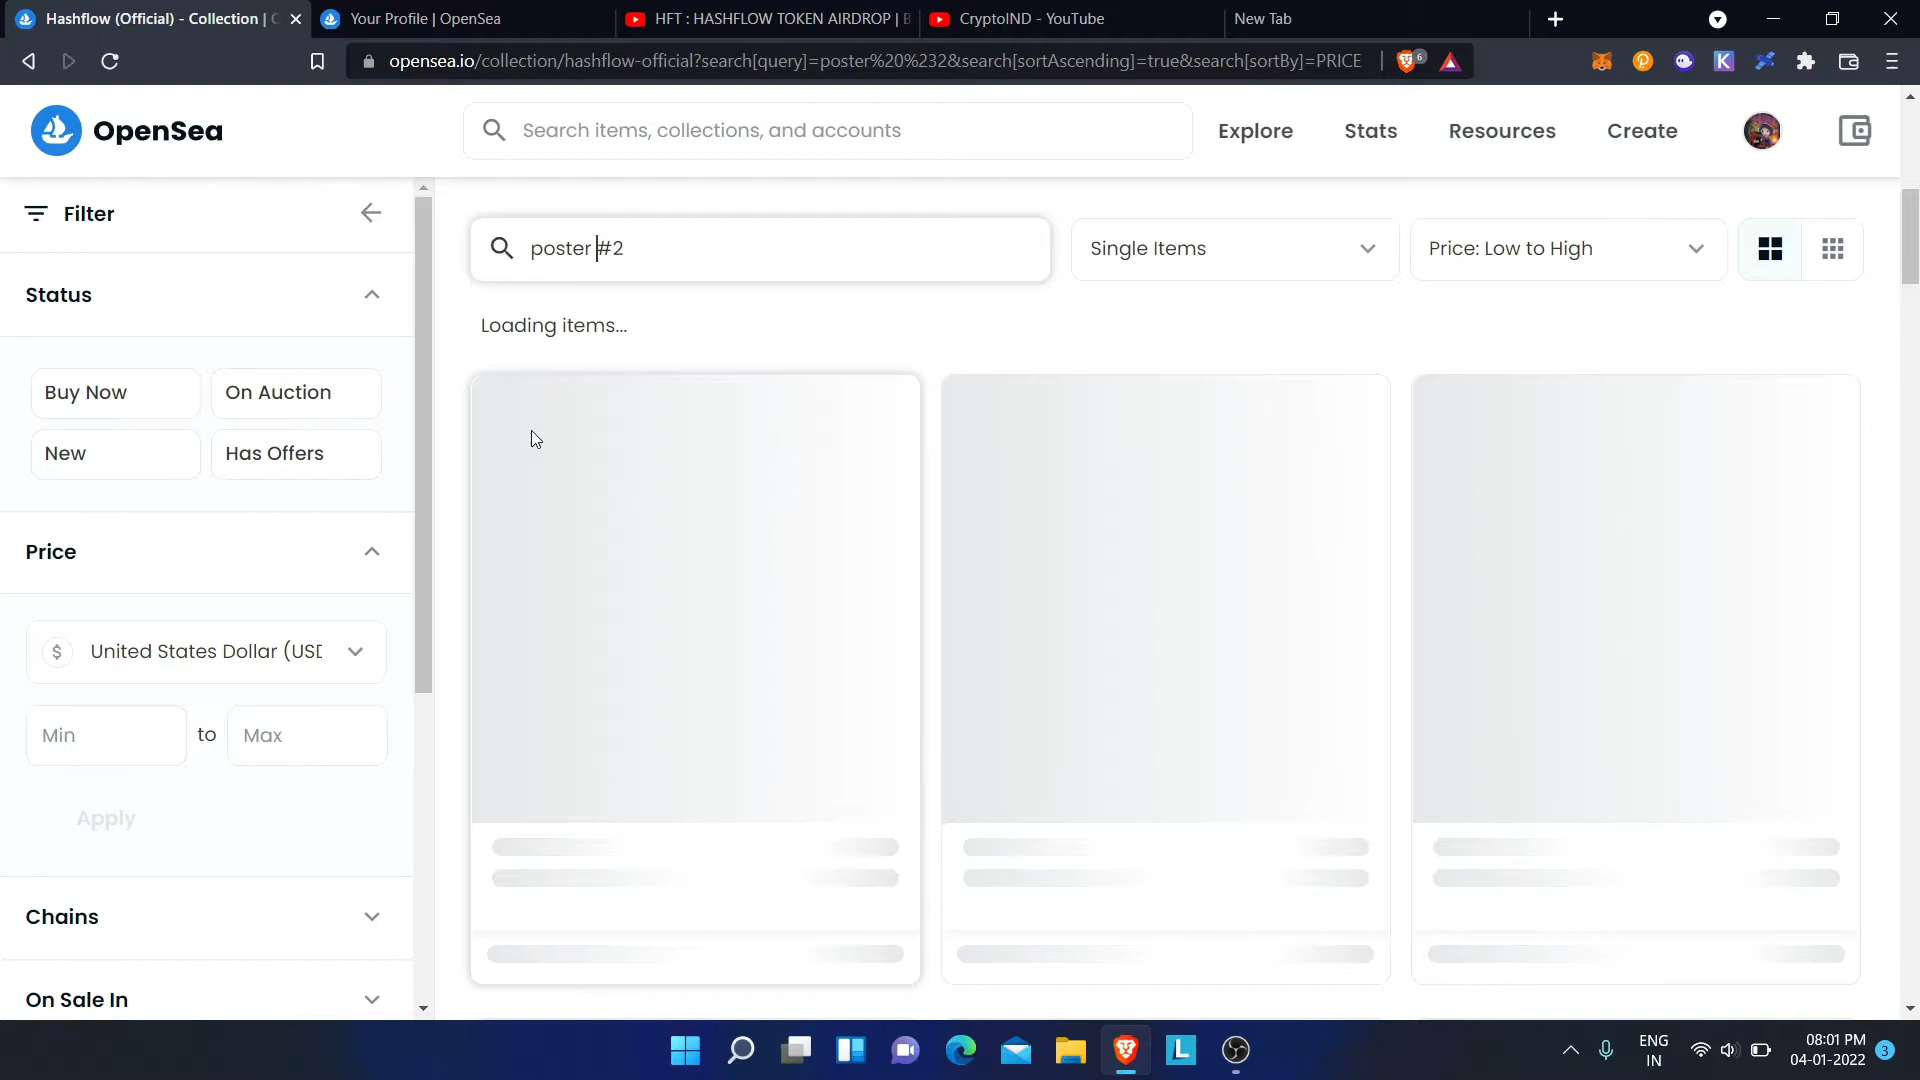 Hashflow (Official) - Collection |
Your Profile | OpenSea
HFT : HASHFLOW TOKEN AIRDROP |
CryptoIND - YouTube
New Tab
opensea.io/collection/hashflow-official?search[query]=poster%20%232&search[sortAscending]=true&search[sortBy]=PRICE
6
OpenSea
Search items, collections, and accounts
Explore
Stats
Resources
Create
Filter
poster #2
Single Items
Price: Low to High
Status
Loading items...
Buy Now
On Auction
New
Has Offers
Price
$
United States Dollar (USD
Min
to
Max
Apply
Chains
On Sale In
ENG
IN
08:01 PM
04-01-2022
3